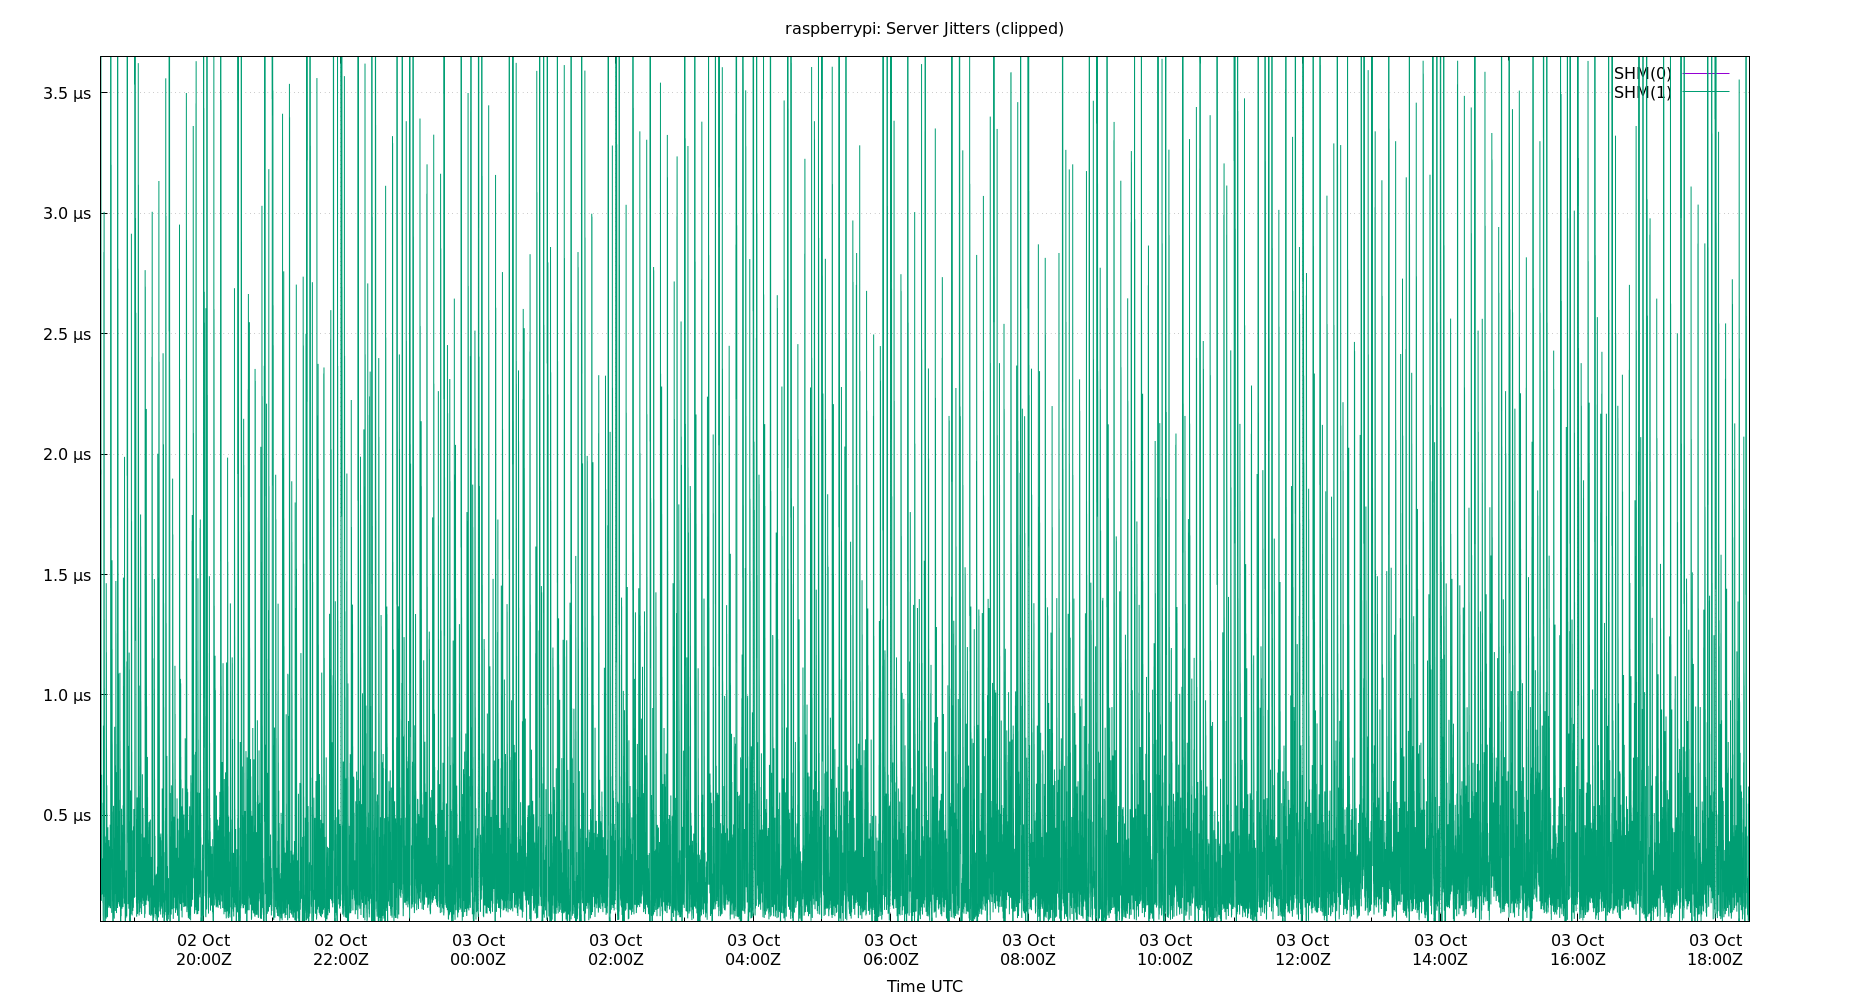 raspberrypi: Server Jitters (clipped)
SHM(0)
SHM(1)
3.5 µs
3.0 µs
2.5 µs
2.0 µs
1.5 µs
1.0 µs
0.5 µs
02 Oct 02 Oct 03 Oct 03 Oct 03 Oct 03 Oct 03 Oct 03 Oct 03 Oct 03 Oct 03 Oct 03 Oct
20:00Z 22:00Z 00:00Z 02:00Z 04:00Z 06:00Z 08:00Z 10:00Z 12:00Z 14:00Z 16:00Z 18:00Z
Time UTC